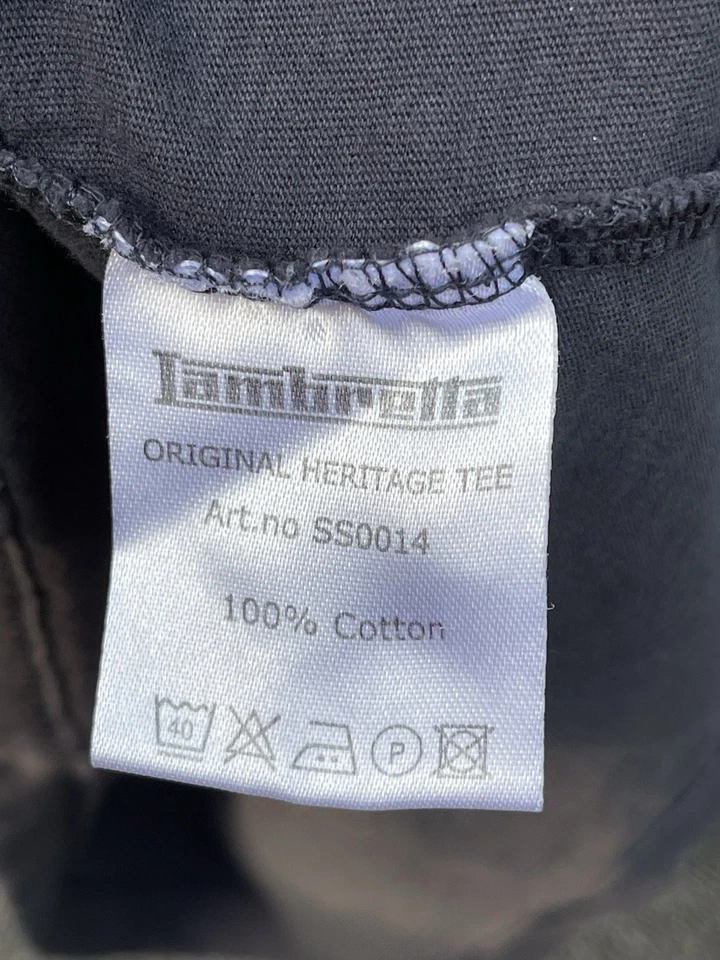 Lambretta
ORIGINAL HERITAGE TEE
Art.no SS0014
100% Cotton
40
P